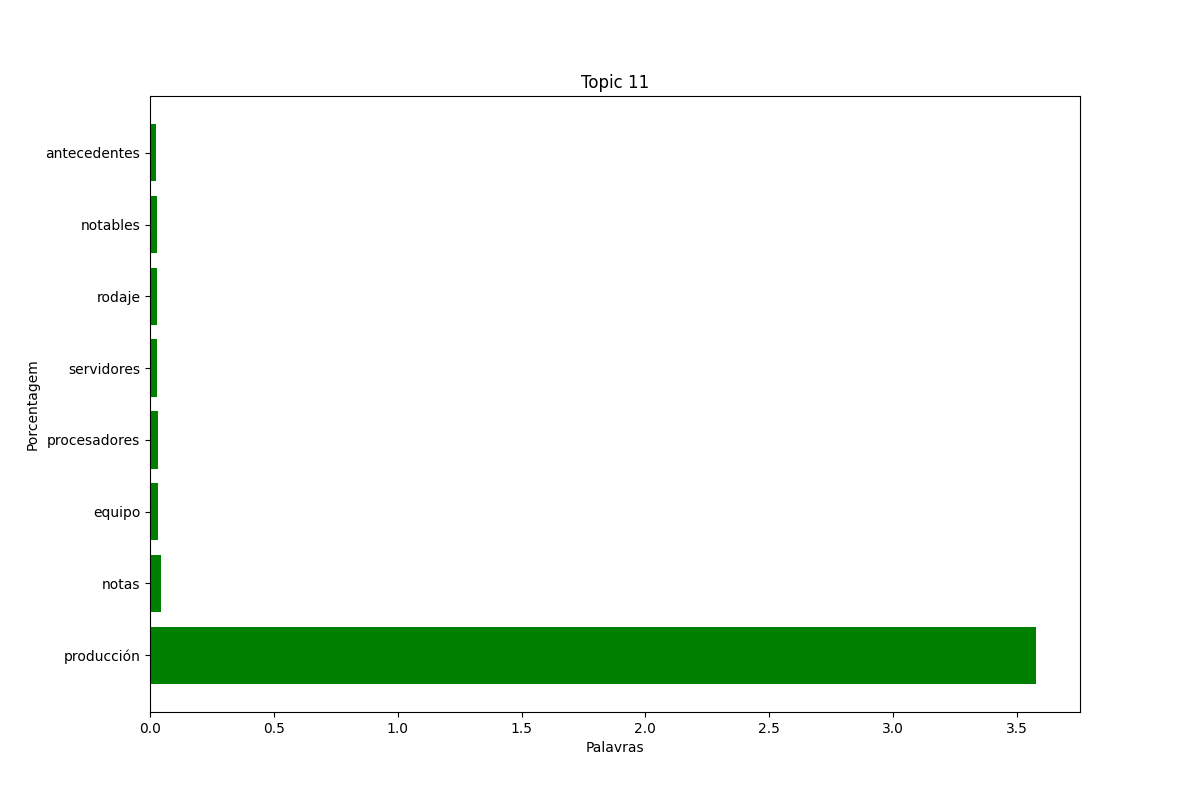 Topic 11
antecedentes
notables
rodaje
servidores
procesadores
equipo
notas
producción
Porcentagem
0.0 0.5 1.0 1.5 2.0 2.5 3.0 3.5
Palavras